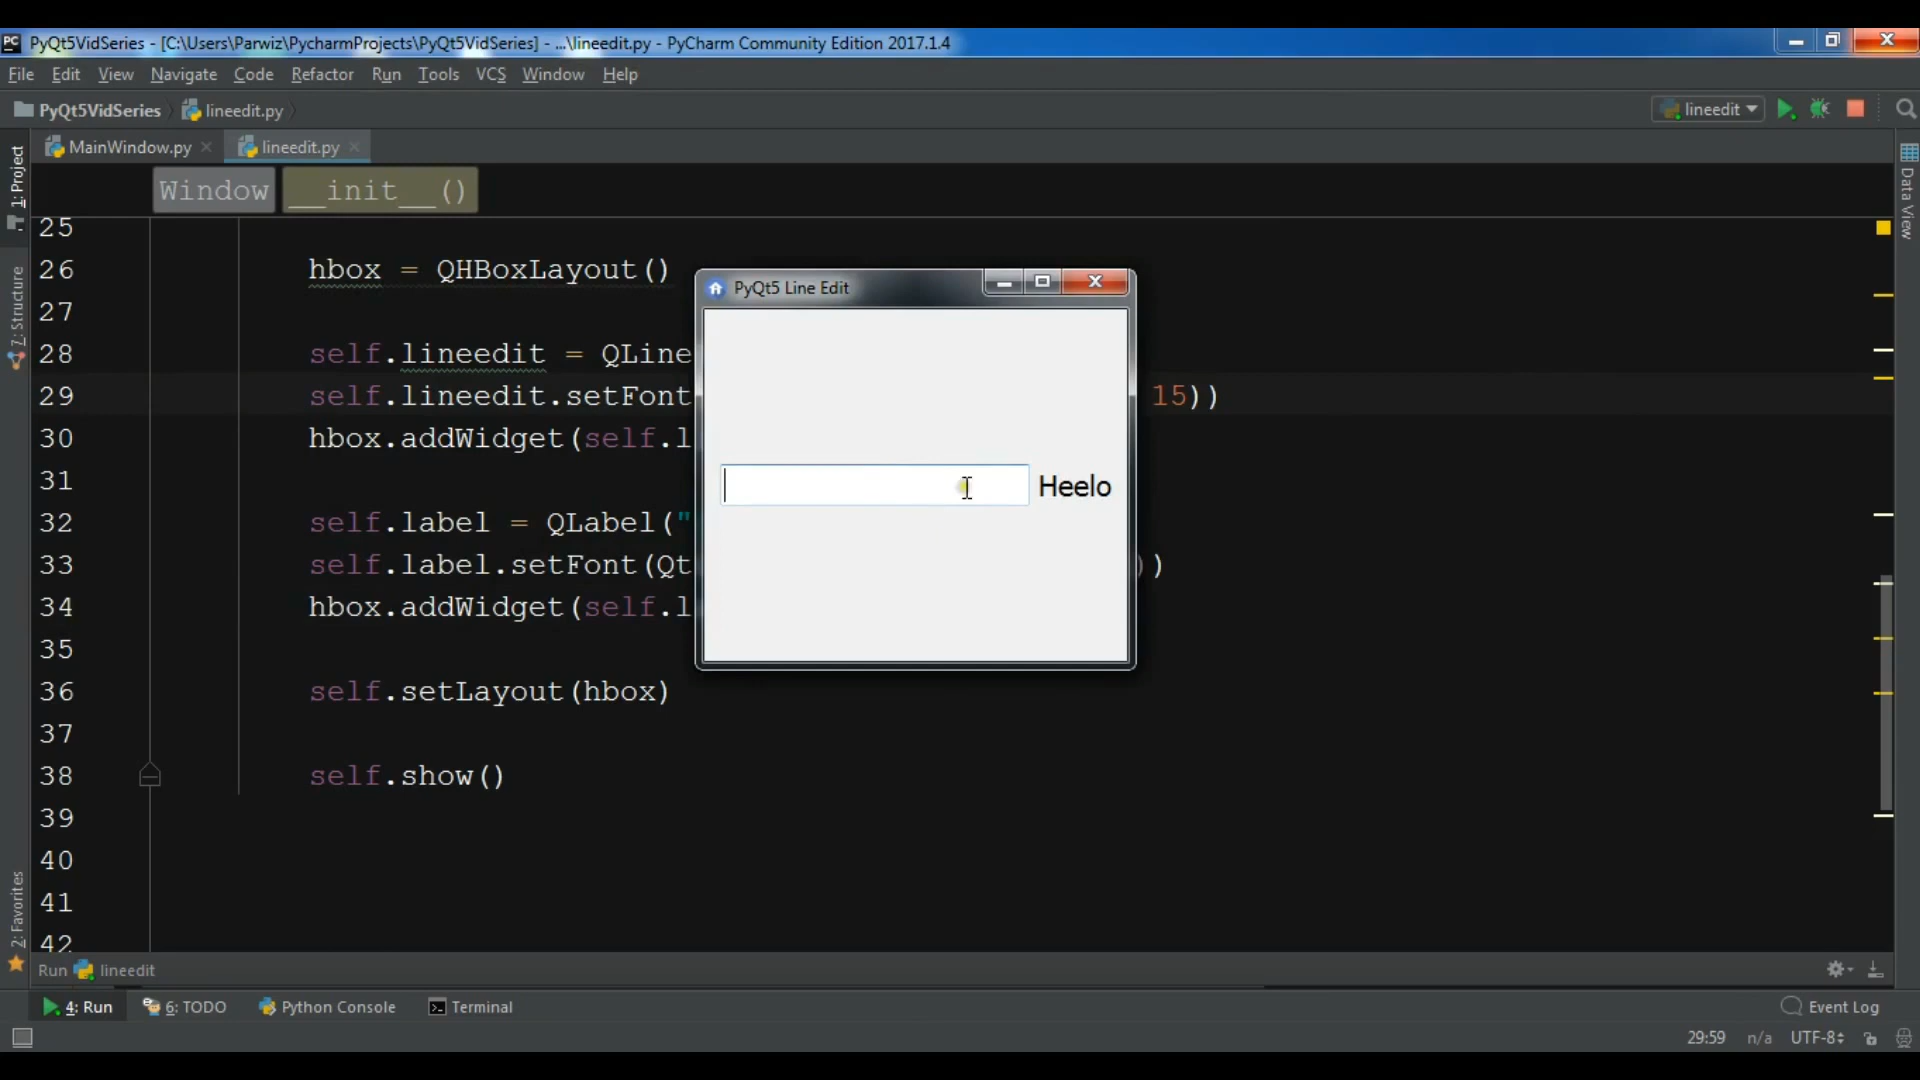 PyQt5VidSeries - [C:\Users\Parwiz\PycharmProjects\PyQt5VidSeries] - ...\lineedit.py - PyCharm Community Edition 2017.1.4
File Edit View Navigate Code Refactor Run Tools VCS Window Help
PyQt5VidSeries lineedit.py lineedit
MainWindow.py lineedit.py
Window __init__()
1: Project
7: Structure
2: Favorites
Data View
25
26 hbox = QHBoxLayout()
27
28 self.lineedit = QLine
29 self.lineedit.setFont 15))
30 hbox.addWidget(self.l
31
32 self.label = QLabel("
33 self.label.setFont(Qt ))
34 hbox.addWidget(self.l
35
36 self.setLayout(hbox)
37
38 self.show()
39
40
41
42
PyQt5 Line Edit
Heelo
Run lineedit
4: Run 6: TODO Python Console Terminal Event Log
29:59 n/a UTF-8